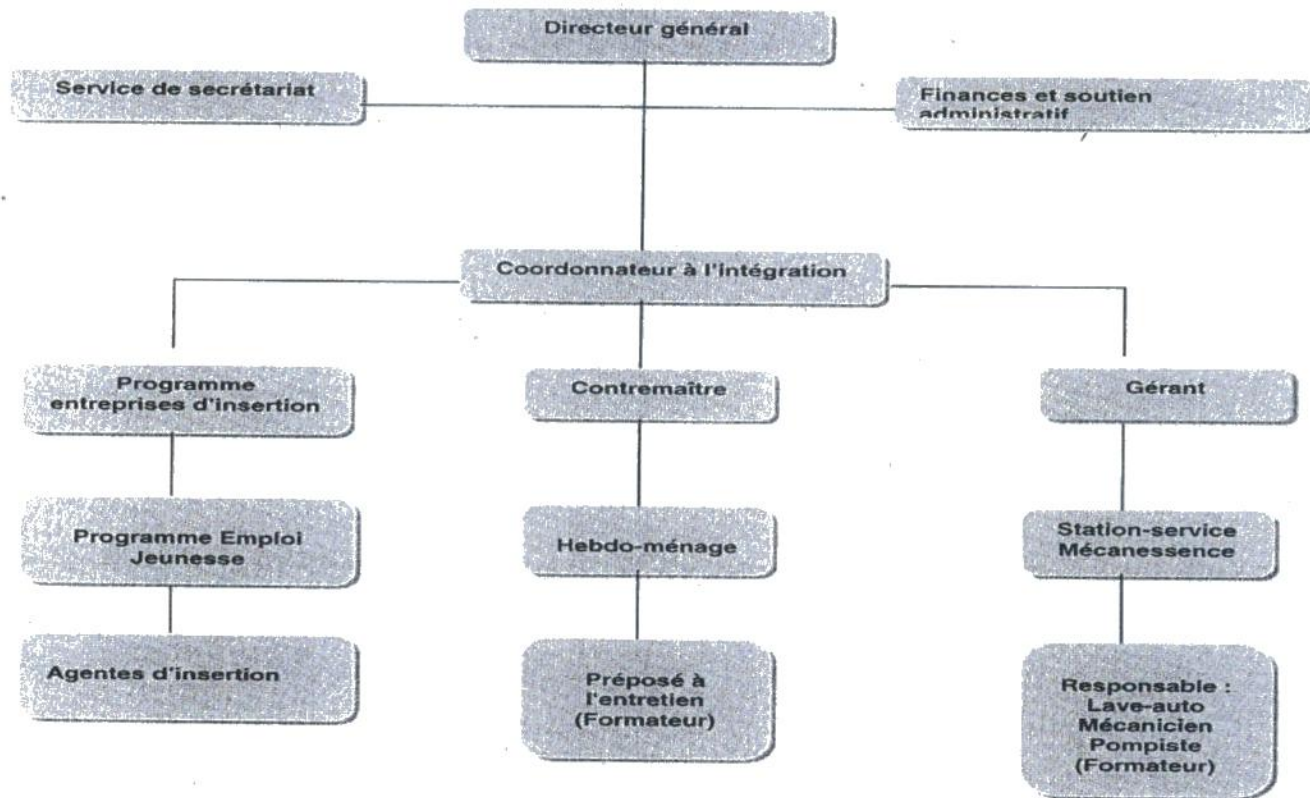 Directeur général
Service de secrétariat
Finances et soutien
administratif
Coordonnateur à l'intégration
Programme
entreprises d'insertion
Contremaître
Gérant
Programme Emploi
Jeunesse
Hebdo-ménage
Station-service
Mécanessence
Agentes d'insertion
Préposé à
l'entretien
(Formateur)
Responsable :
Lave-auto
Mécanicien
Pompiste
(Formateur)